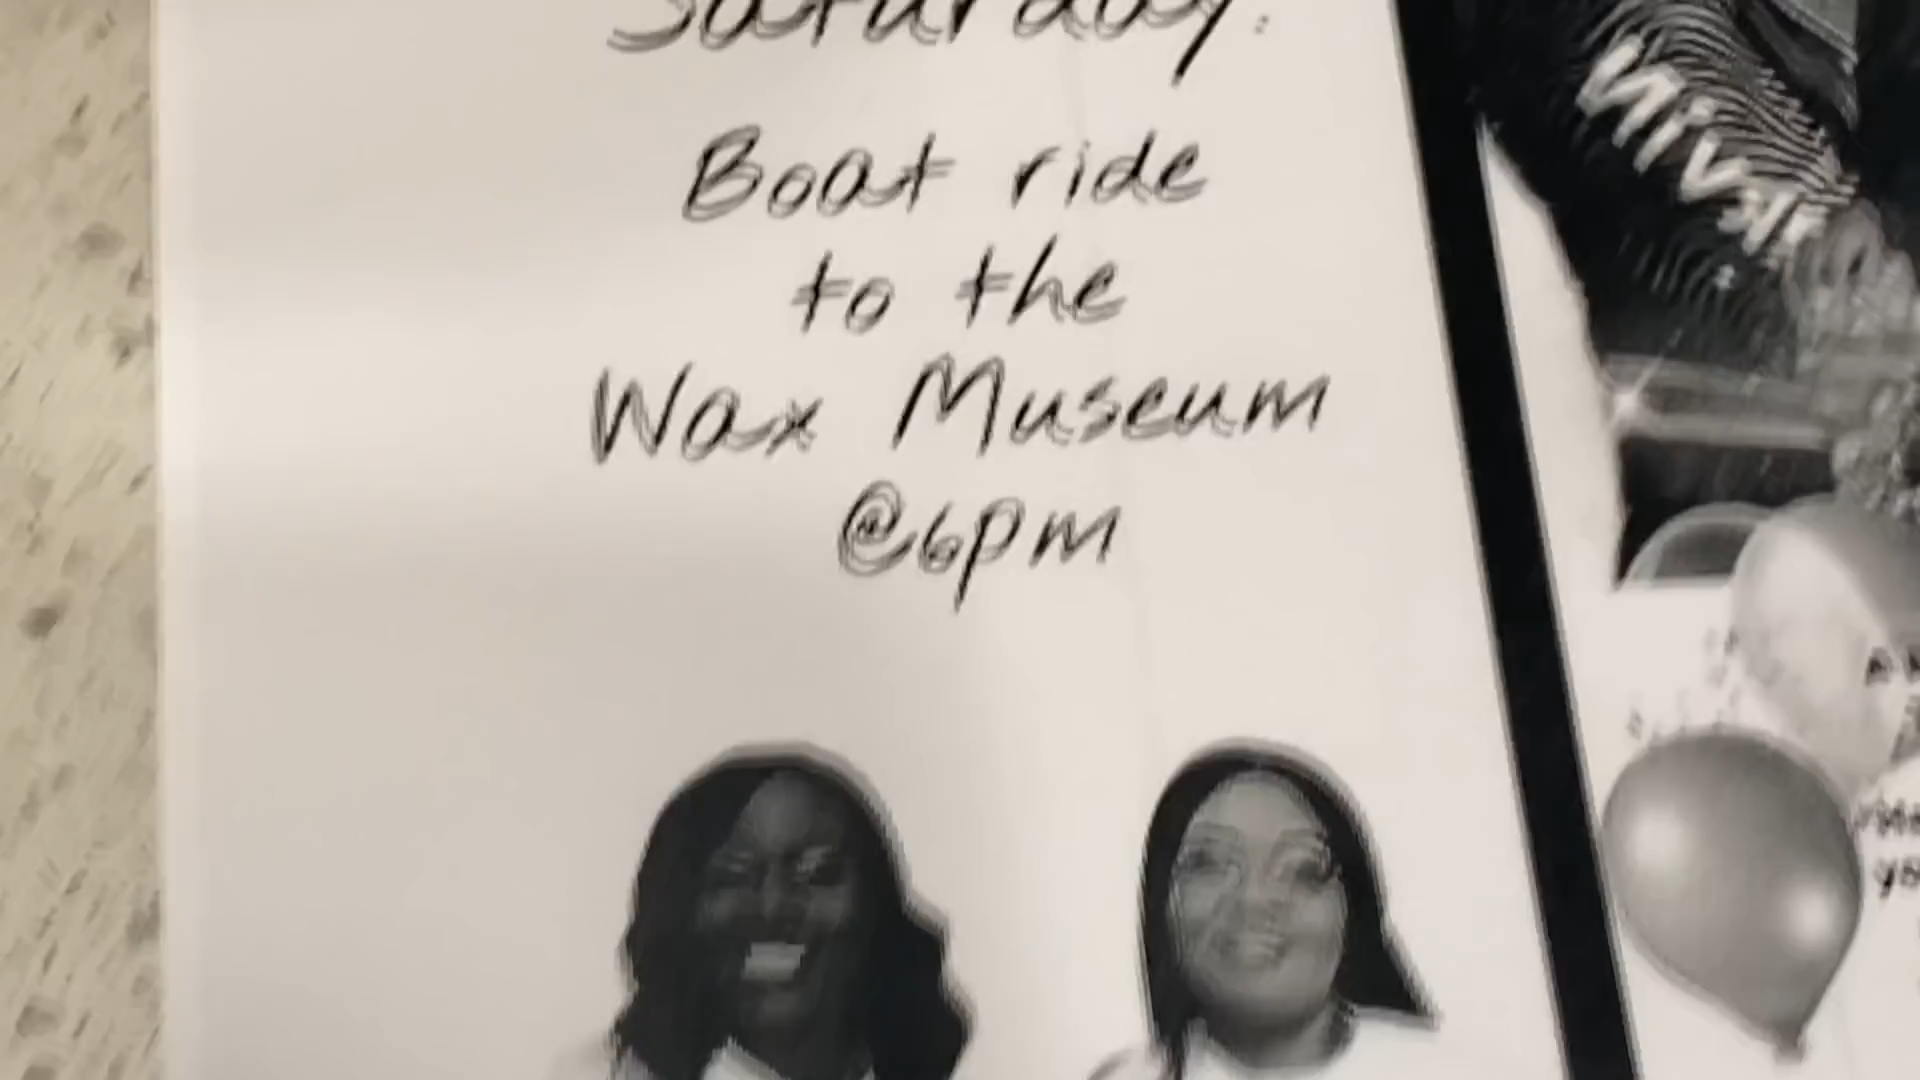 Saturday:
Boat ride
to the
Wax Museum
@6pm